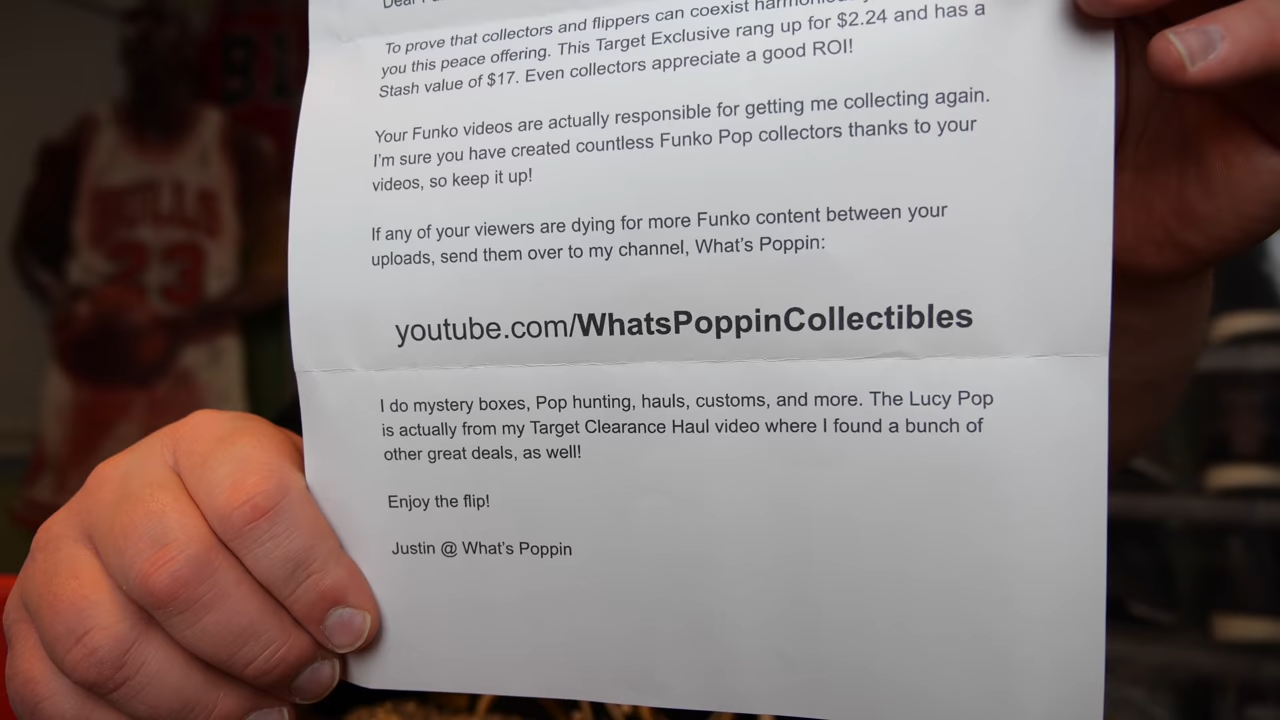 Dear
To prove that collectors and flippers can coexist
you this peace offering. This Target Exclusive rang up for $2.24 and has a
Stash value of $17. Even collectors appreciate a good ROI!
Your Funko videos are actually responsible for getting me collecting again.
I'm sure you have created countless Funko Pop collectors thanks to your
videos, so keep it up!
If any of your viewers are dying for more Funko content between your
uploads, send them over to my channel, What's Poppin:
youtube.com/WhatsPoppinCollectibles
I do mystery boxes, Pop hunting, hauls, customs, and more. The Lucy Pop
is actually from my Target Clearance Haul video where I found a bunch of
other great deals, as well!
Enjoy the flip!
Justin @ What's Poppin
91
BULLS
23